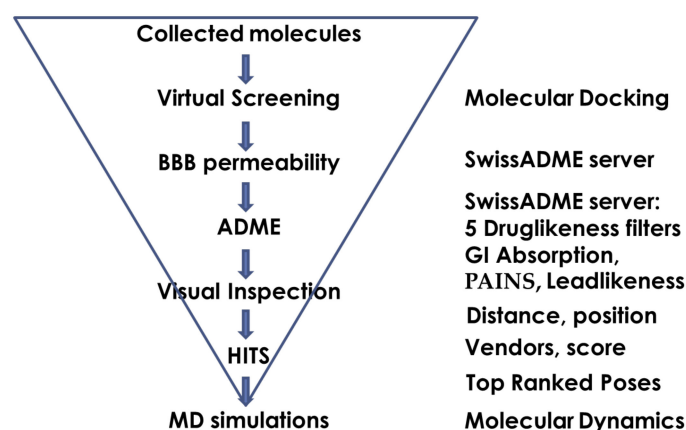 Collected molecules
Virtual Screening
Molecular Docking
BBB permeability
SwissADME server
ADME
SwissADME server:
5 Druglikeness filters
GI Absorption,
PAINS, Leadlikeness
Visual Inspection
Distance, position
HITS
Vendors, score
Top Ranked Poses
MD simulations
Molecular Dynamics